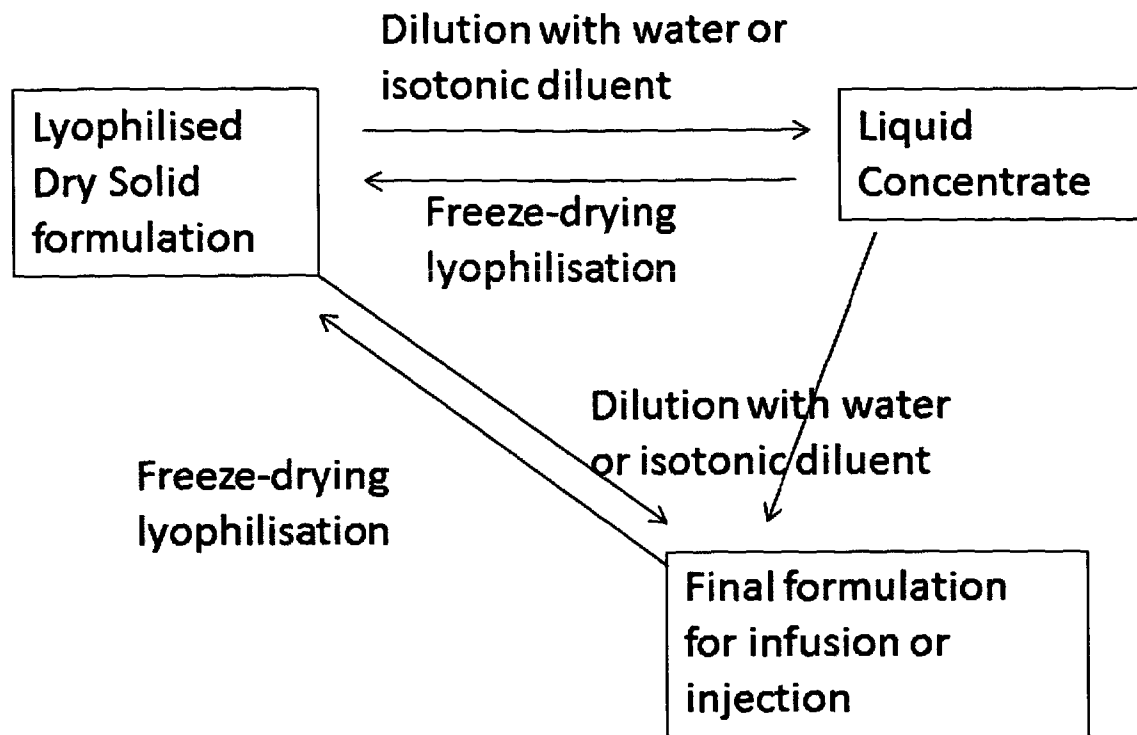 Dilution with water or
isotonic diluent
Lyophilised
Dry Solid
formulation
Liquid
Concentrate
Freeze-drying
lyophilisation
Dilution with water
or isotonic diluent
Freeze-drying
lyophilisation
Final formulation
for infusion or
injection